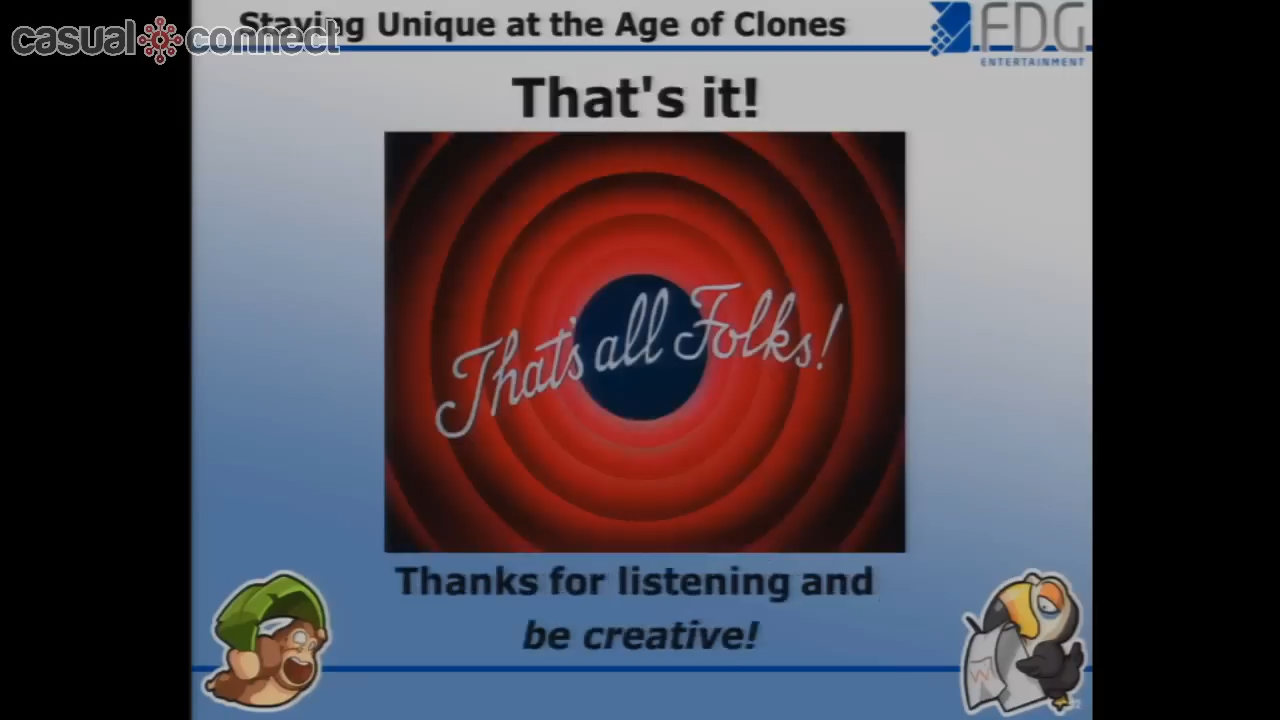 Staying Unique at the Age of Clones
casual connect
FDG
ENTERTAINMENT
That's it!
That's all Folks!
Thanks for listening and
be creative!
W